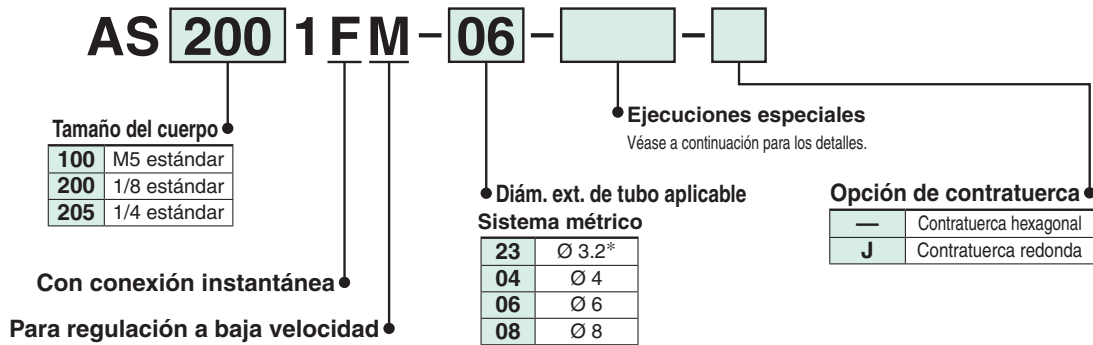 AS 200 1 F M - 06 - -
Tamaño del cuerpo
100 M5 estándar
200 1/8 estándar
205 1/4 estándar
Con conexión instantánea
Para regulación a baja velocidad
Diám. ext. de tubo aplicable
Sistema métrico
23 Ø 3.2*
04 Ø 4
06 Ø 6
08 Ø 8
Ejecuciones especiales
Véase a continuación para los detalles.
Opción de contratuerca
— Contratuerca hexagonal
J Contratuerca redonda